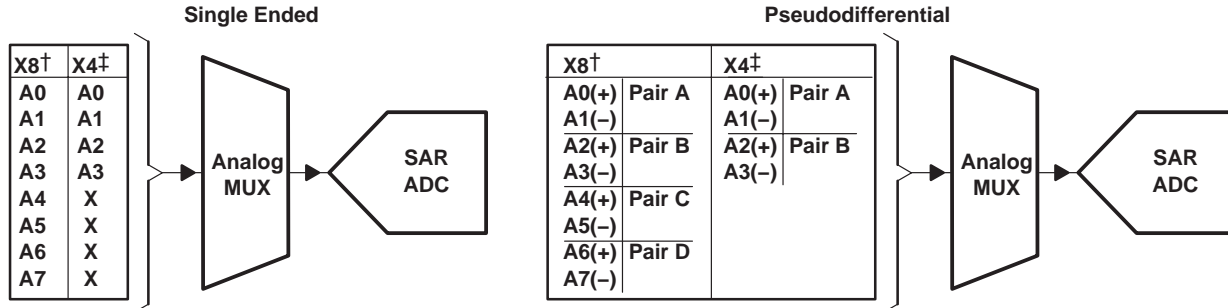 Single Ended
X8† X4‡
A0 A0
A1 A1
A2 A2
A3 A3
A4 X
A5 X
A6 X
A7 X
Analog
MUX
SAR
ADC
Pseudodifferential
X8† X4‡
A0(+) Pair A A0(+) Pair A
A1(−) A1(−)
A2(+) Pair B A2(+) Pair B
A3(−) A3(−)
A4(+) Pair C
A5(−)
A6(+) Pair D
A7(−)
Analog
MUX
SAR
ADC